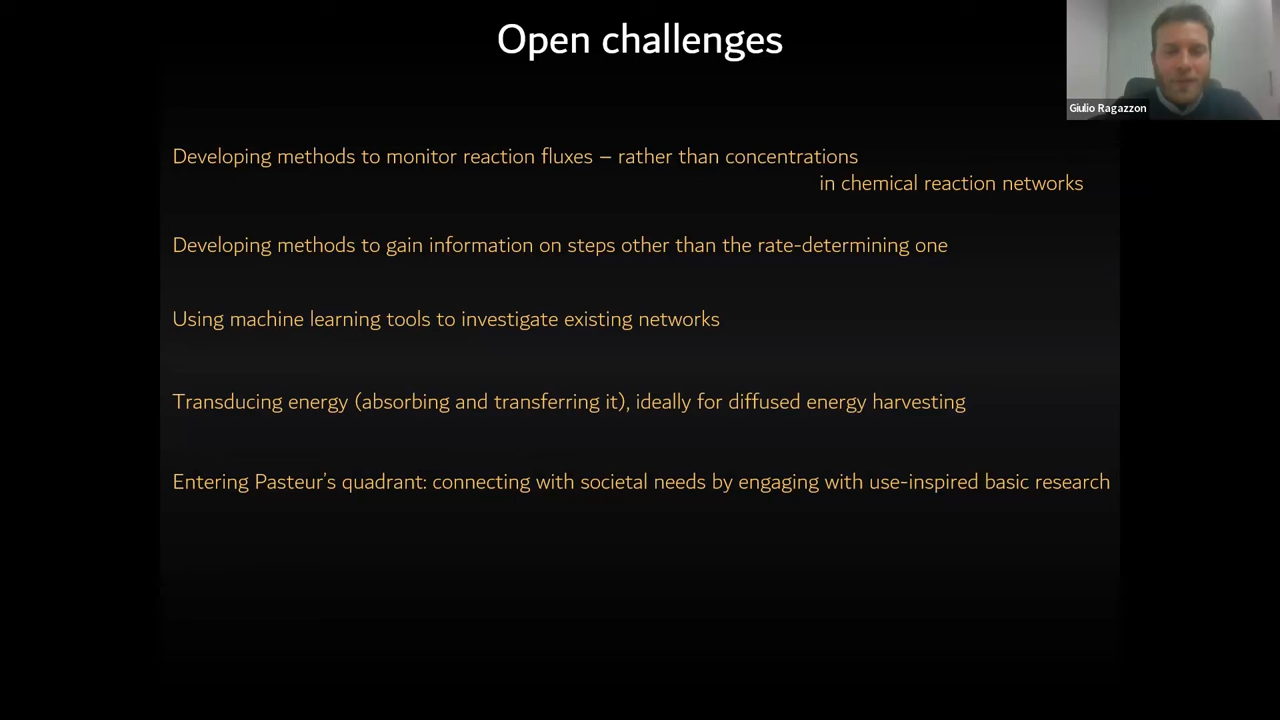 Open challenges
Giulio Ragazzon
Developing methods to monitor reaction fluxes – rather than concentrations
in chemical reaction networks
Developing methods to gain information on steps other than the rate-determining one
Using machine learning tools to investigate existing networks
Transducing energy (absorbing and transferring it), ideally for diffused energy harvesting
Entering Pasteur’s quadrant: connecting with societal needs by engaging with use-inspired basic research